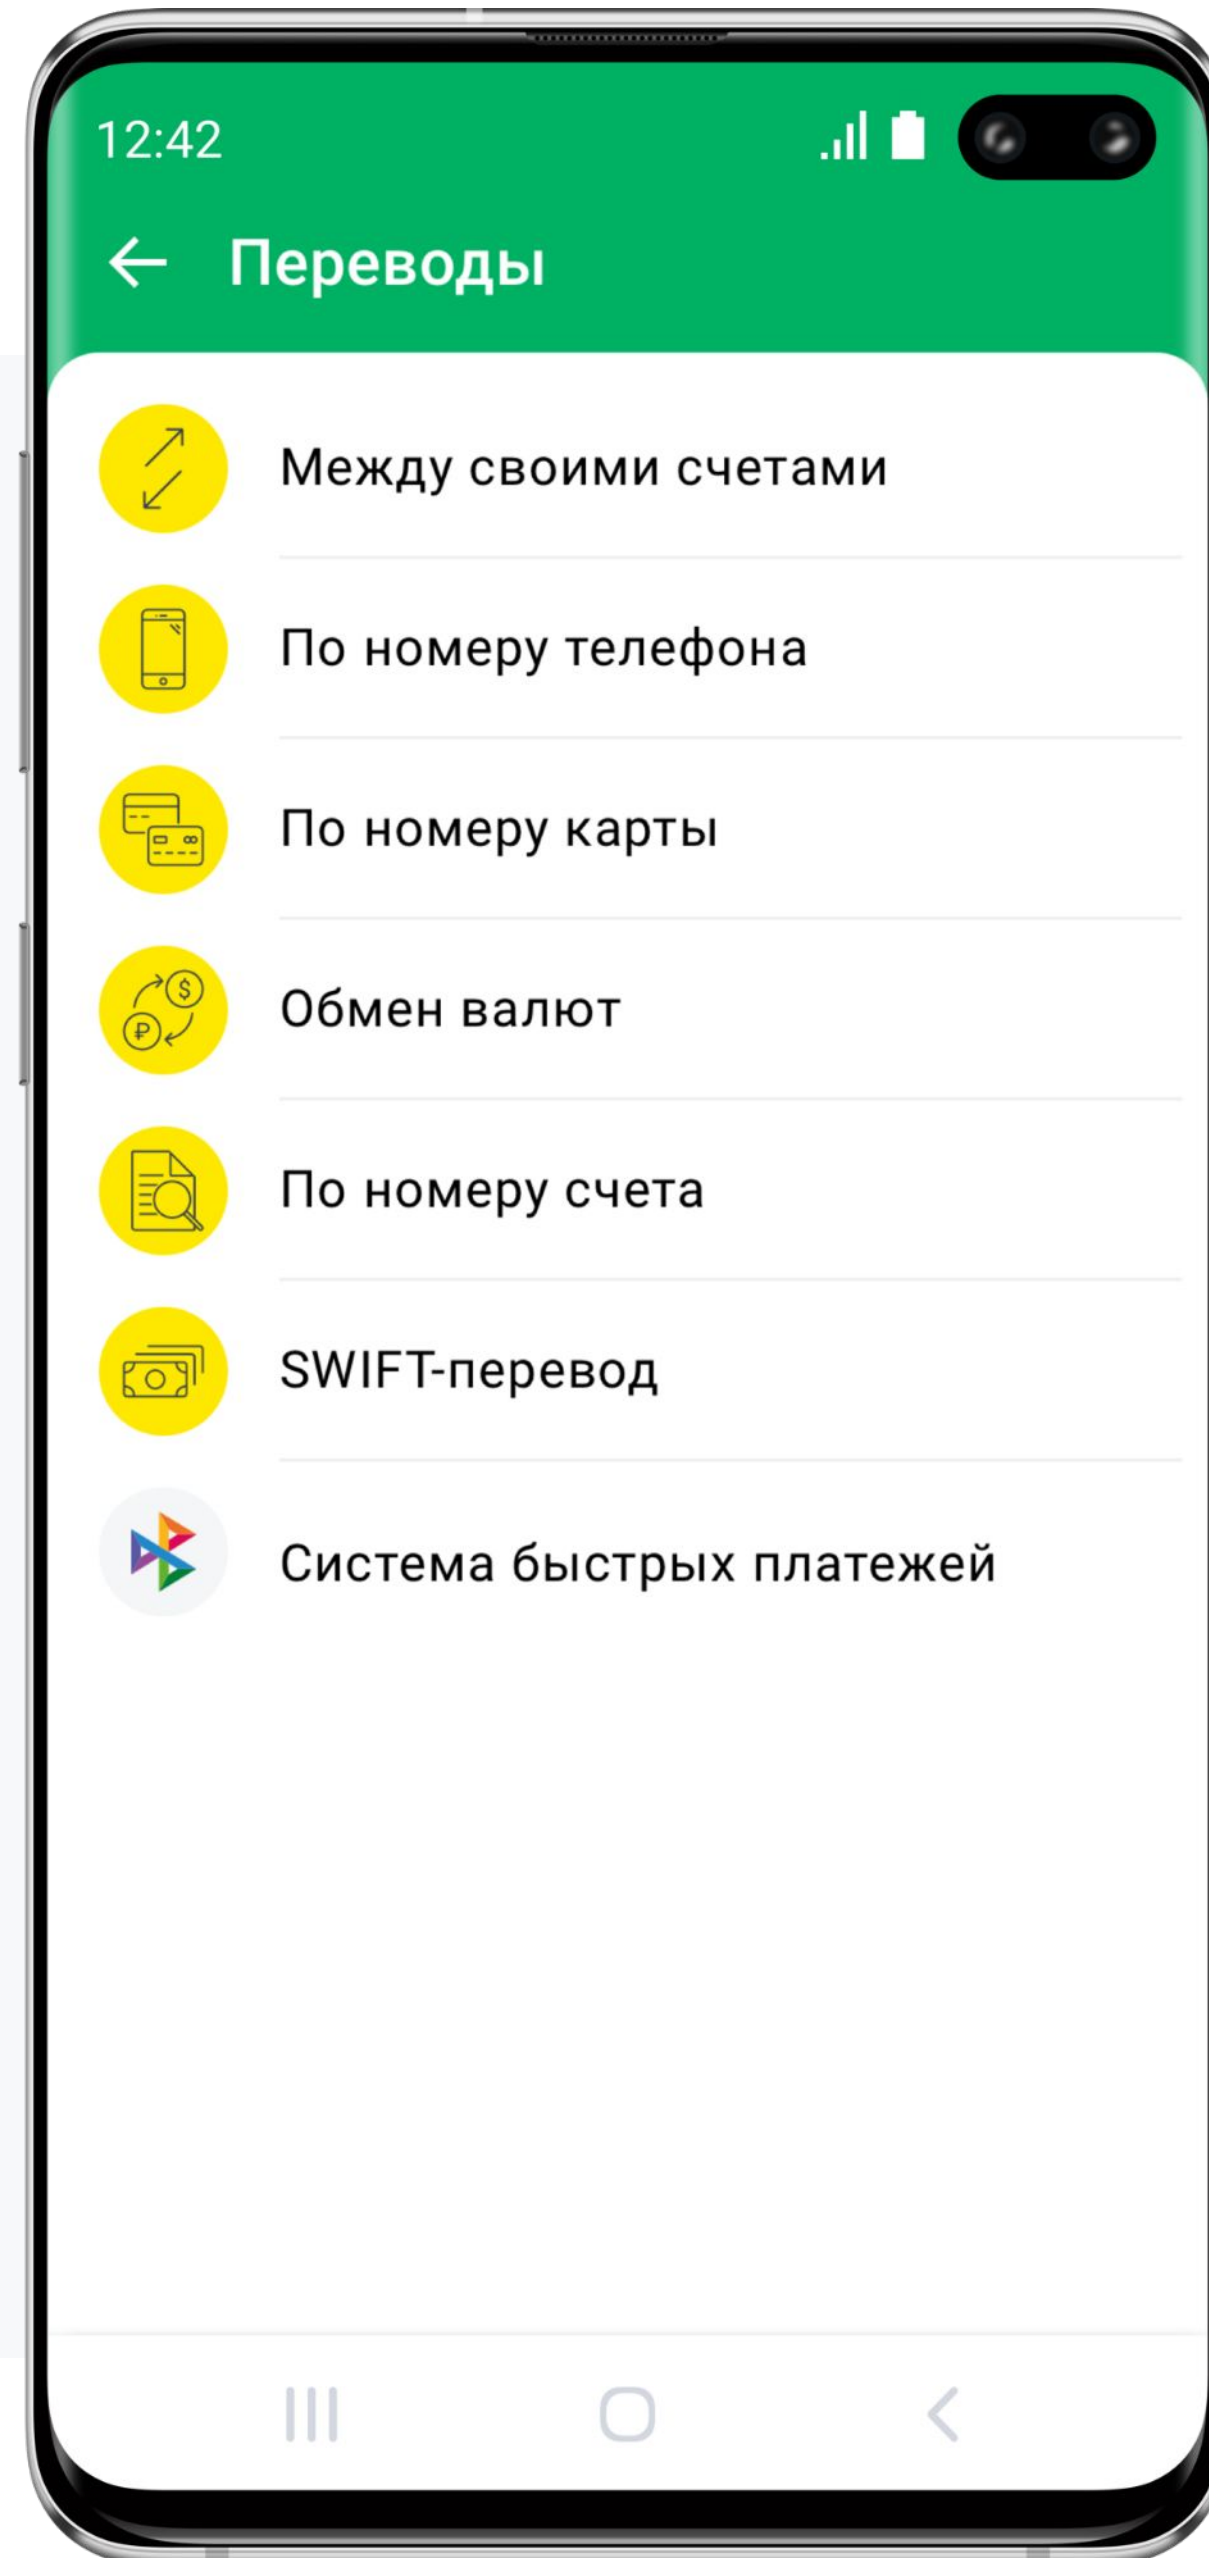 12:42
Переводы
Между своими счетами
По номеру телефона
По номеру карты
Обмен валют
По номеру счета
SWIFT-перевод
Система быстрых платежей